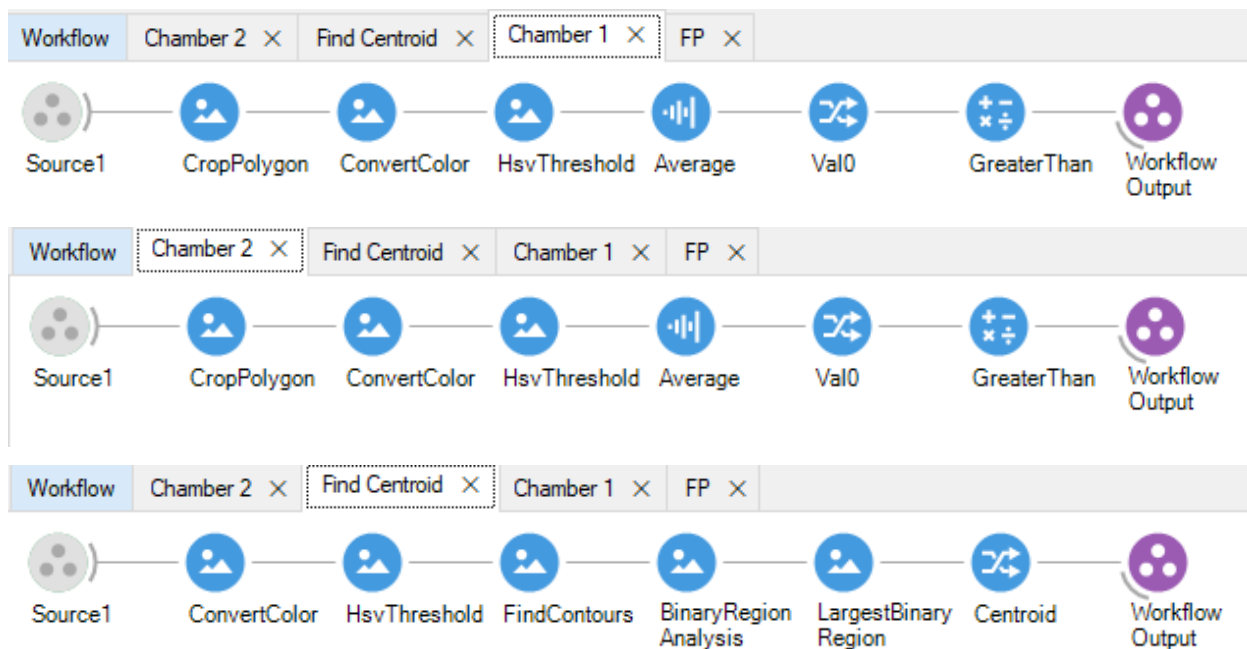 Workflow Chamber 2 Find Centroid Chamber 1 FP
Source1 CropPolygon ConvertColor HsvThreshold Average Val0 GreaterThan Workflow
Output
Workflow Chamber 2 Find Centroid Chamber 1 FP
Source1 CropPolygon ConvertColor HsvThreshold Average Val0 GreaterThan Workflow
Output
Workflow Chamber 2 Find Centroid Chamber 1 FP
Source1 ConvertColor HsvThreshold FindContours BinaryRegion LargestBinary Centroid Workflow
Analysis Region Output